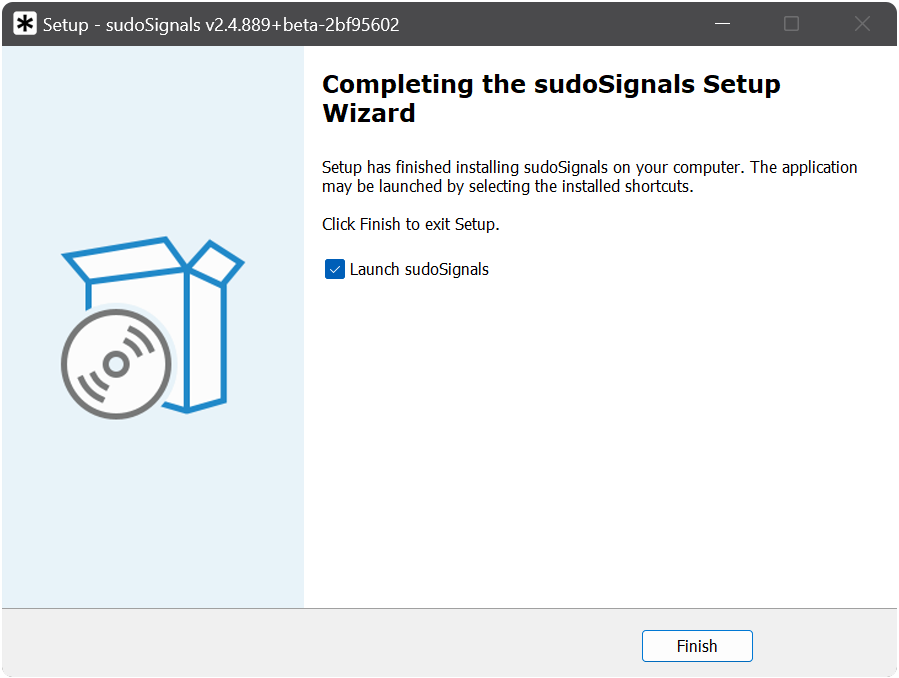 Setup - sudoSignals v2.4.889+beta-2bf95602
Completing the sudoSignals Setup
Wizard
Setup has finished installing sudoSignals on your computer. The application
may be launched by selecting the installed shortcuts.
Click Finish to exit Setup.
Launch sudoSignals
Finish